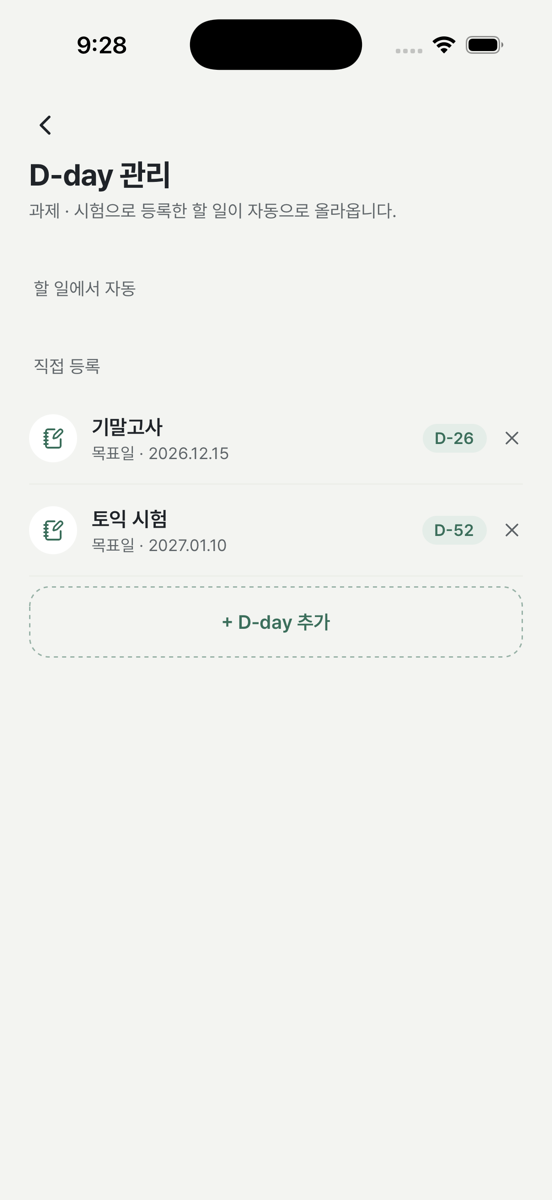 9:28
D-day 관리
과제 · 시험으로 등록한 할 일이 자동으로 올라옵니다.
할 일에서 자동
직접 등록
기말고사
D-26
목표일 · 2026.12.15
토익 시험
D-52
목표일 · 2027.01.10
+ D-day 추가